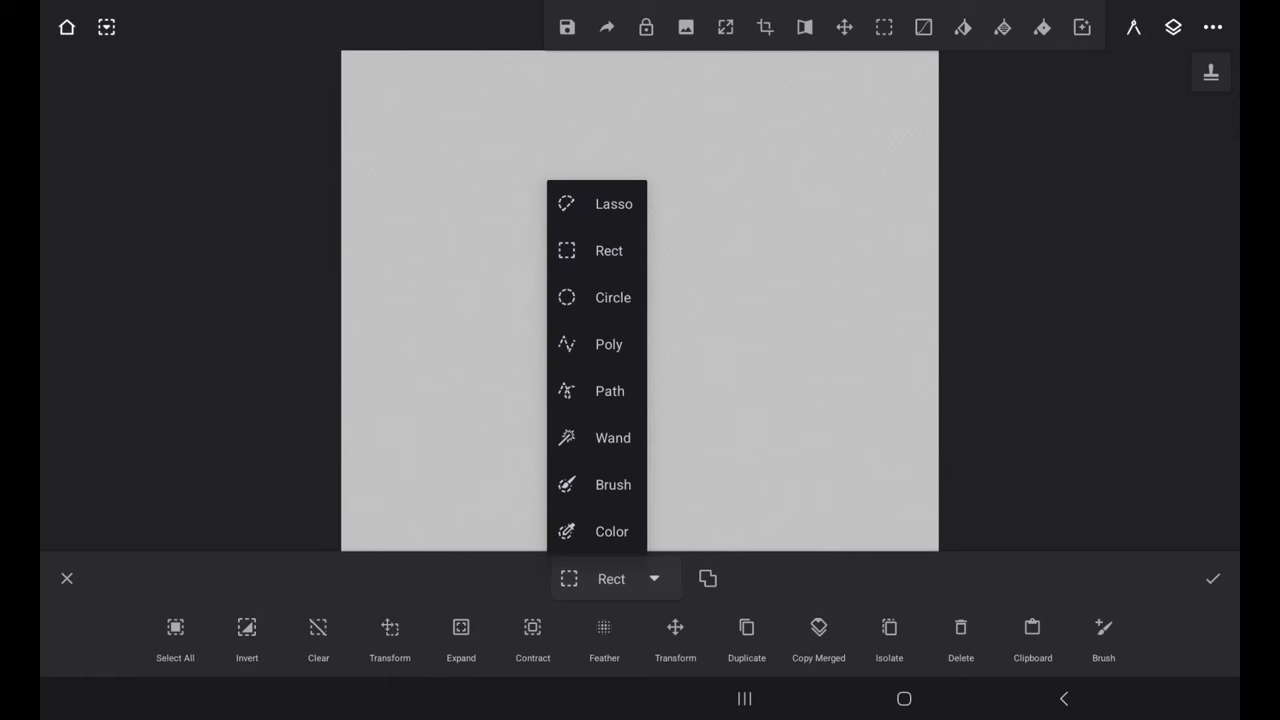 Lasso
Rect
Circle
Poly
Path
Wand
Brush
Color
Rect
Select All Invert Clear Transform Expand Contract Feather Transform Duplicate Copy Merged Isolate Delete Clipboard Brush